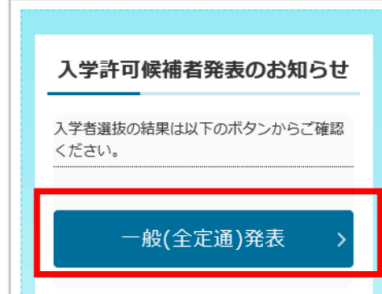 入学許可候補者発表のお知らせ
入学者選抜の結果は以下のボタンからご確認
ください。
一般(全定通)発表